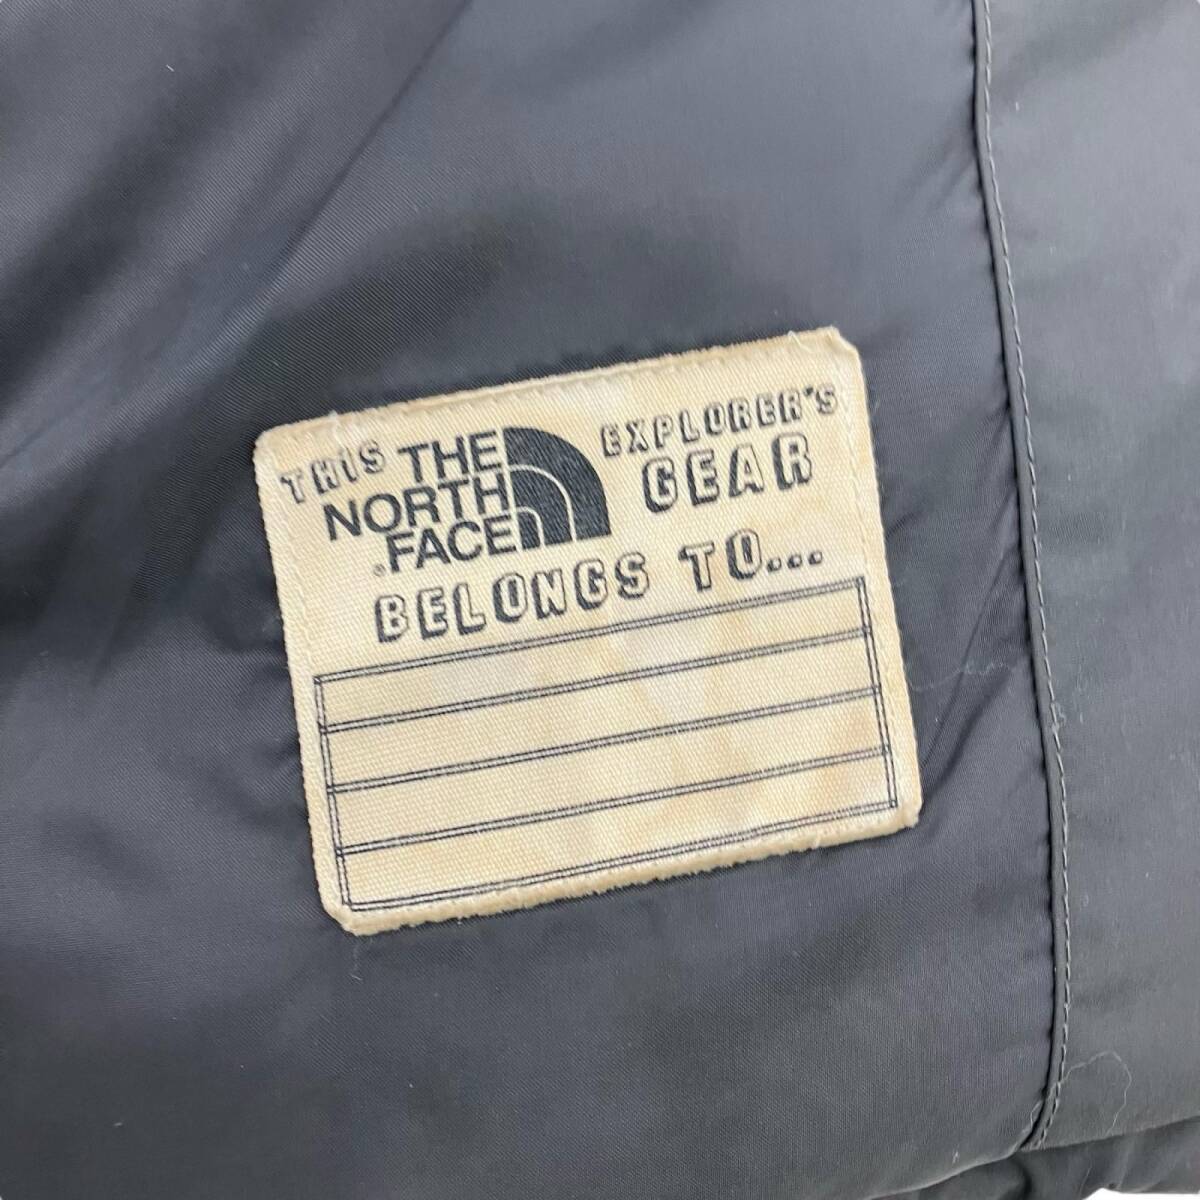 THIS THE NORTH FACE EXPLORER'S
GEAR
BELONGS TO...